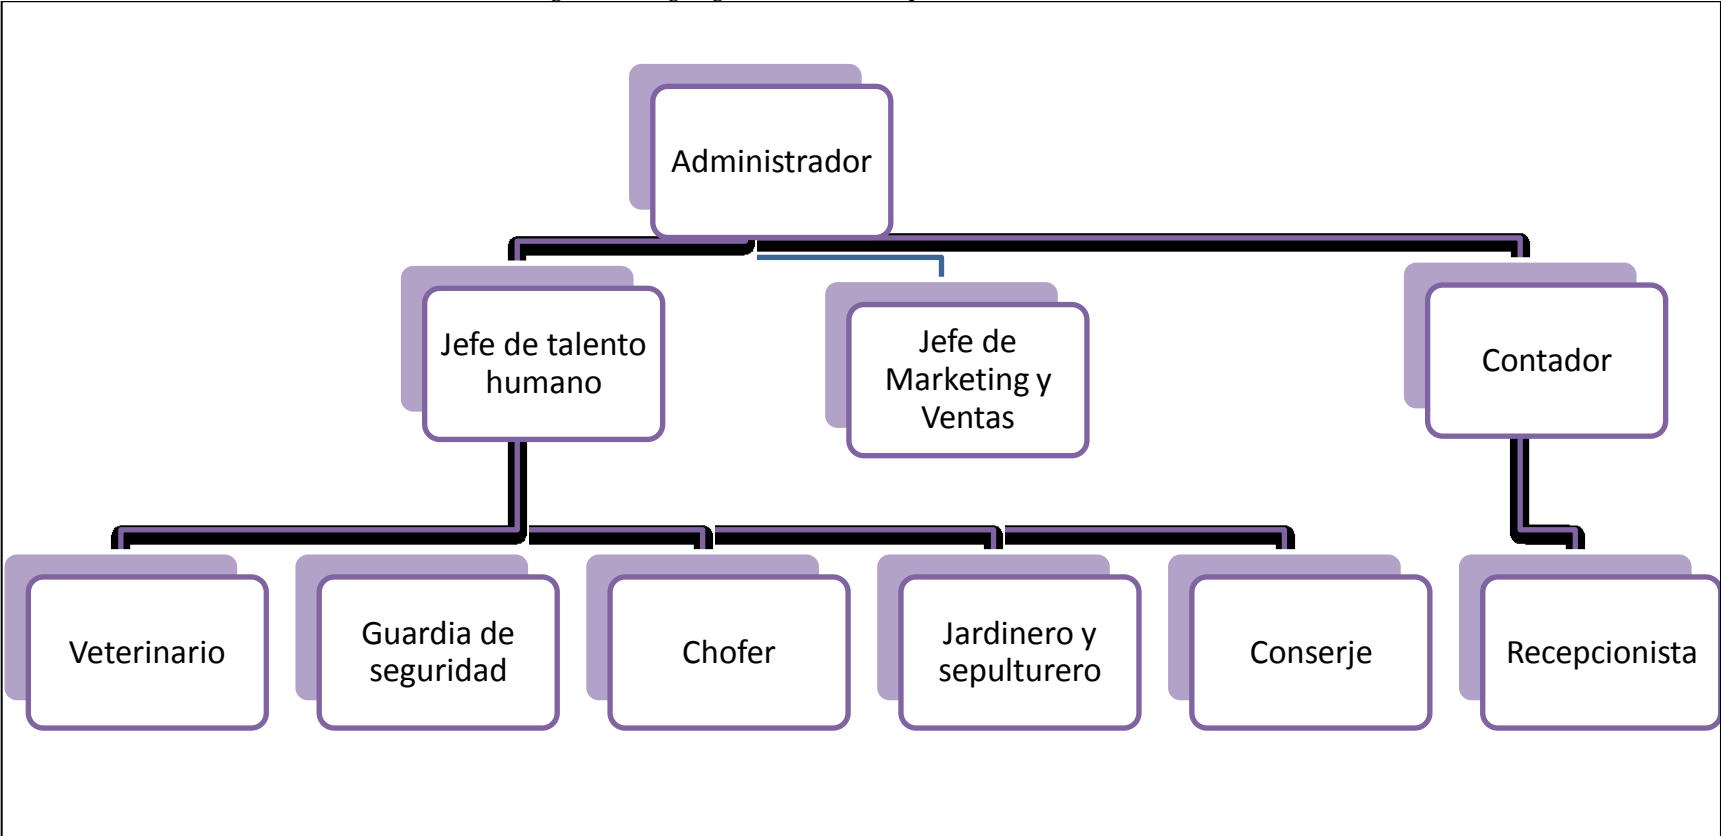 Administrador
Jefe de talento
humano
Jefe de
Marketing y
Ventas
Contador
Veterinario
Guardia de
seguridad
Chofer
Jardinero y
sepulturero
Conserje
Recepcionista